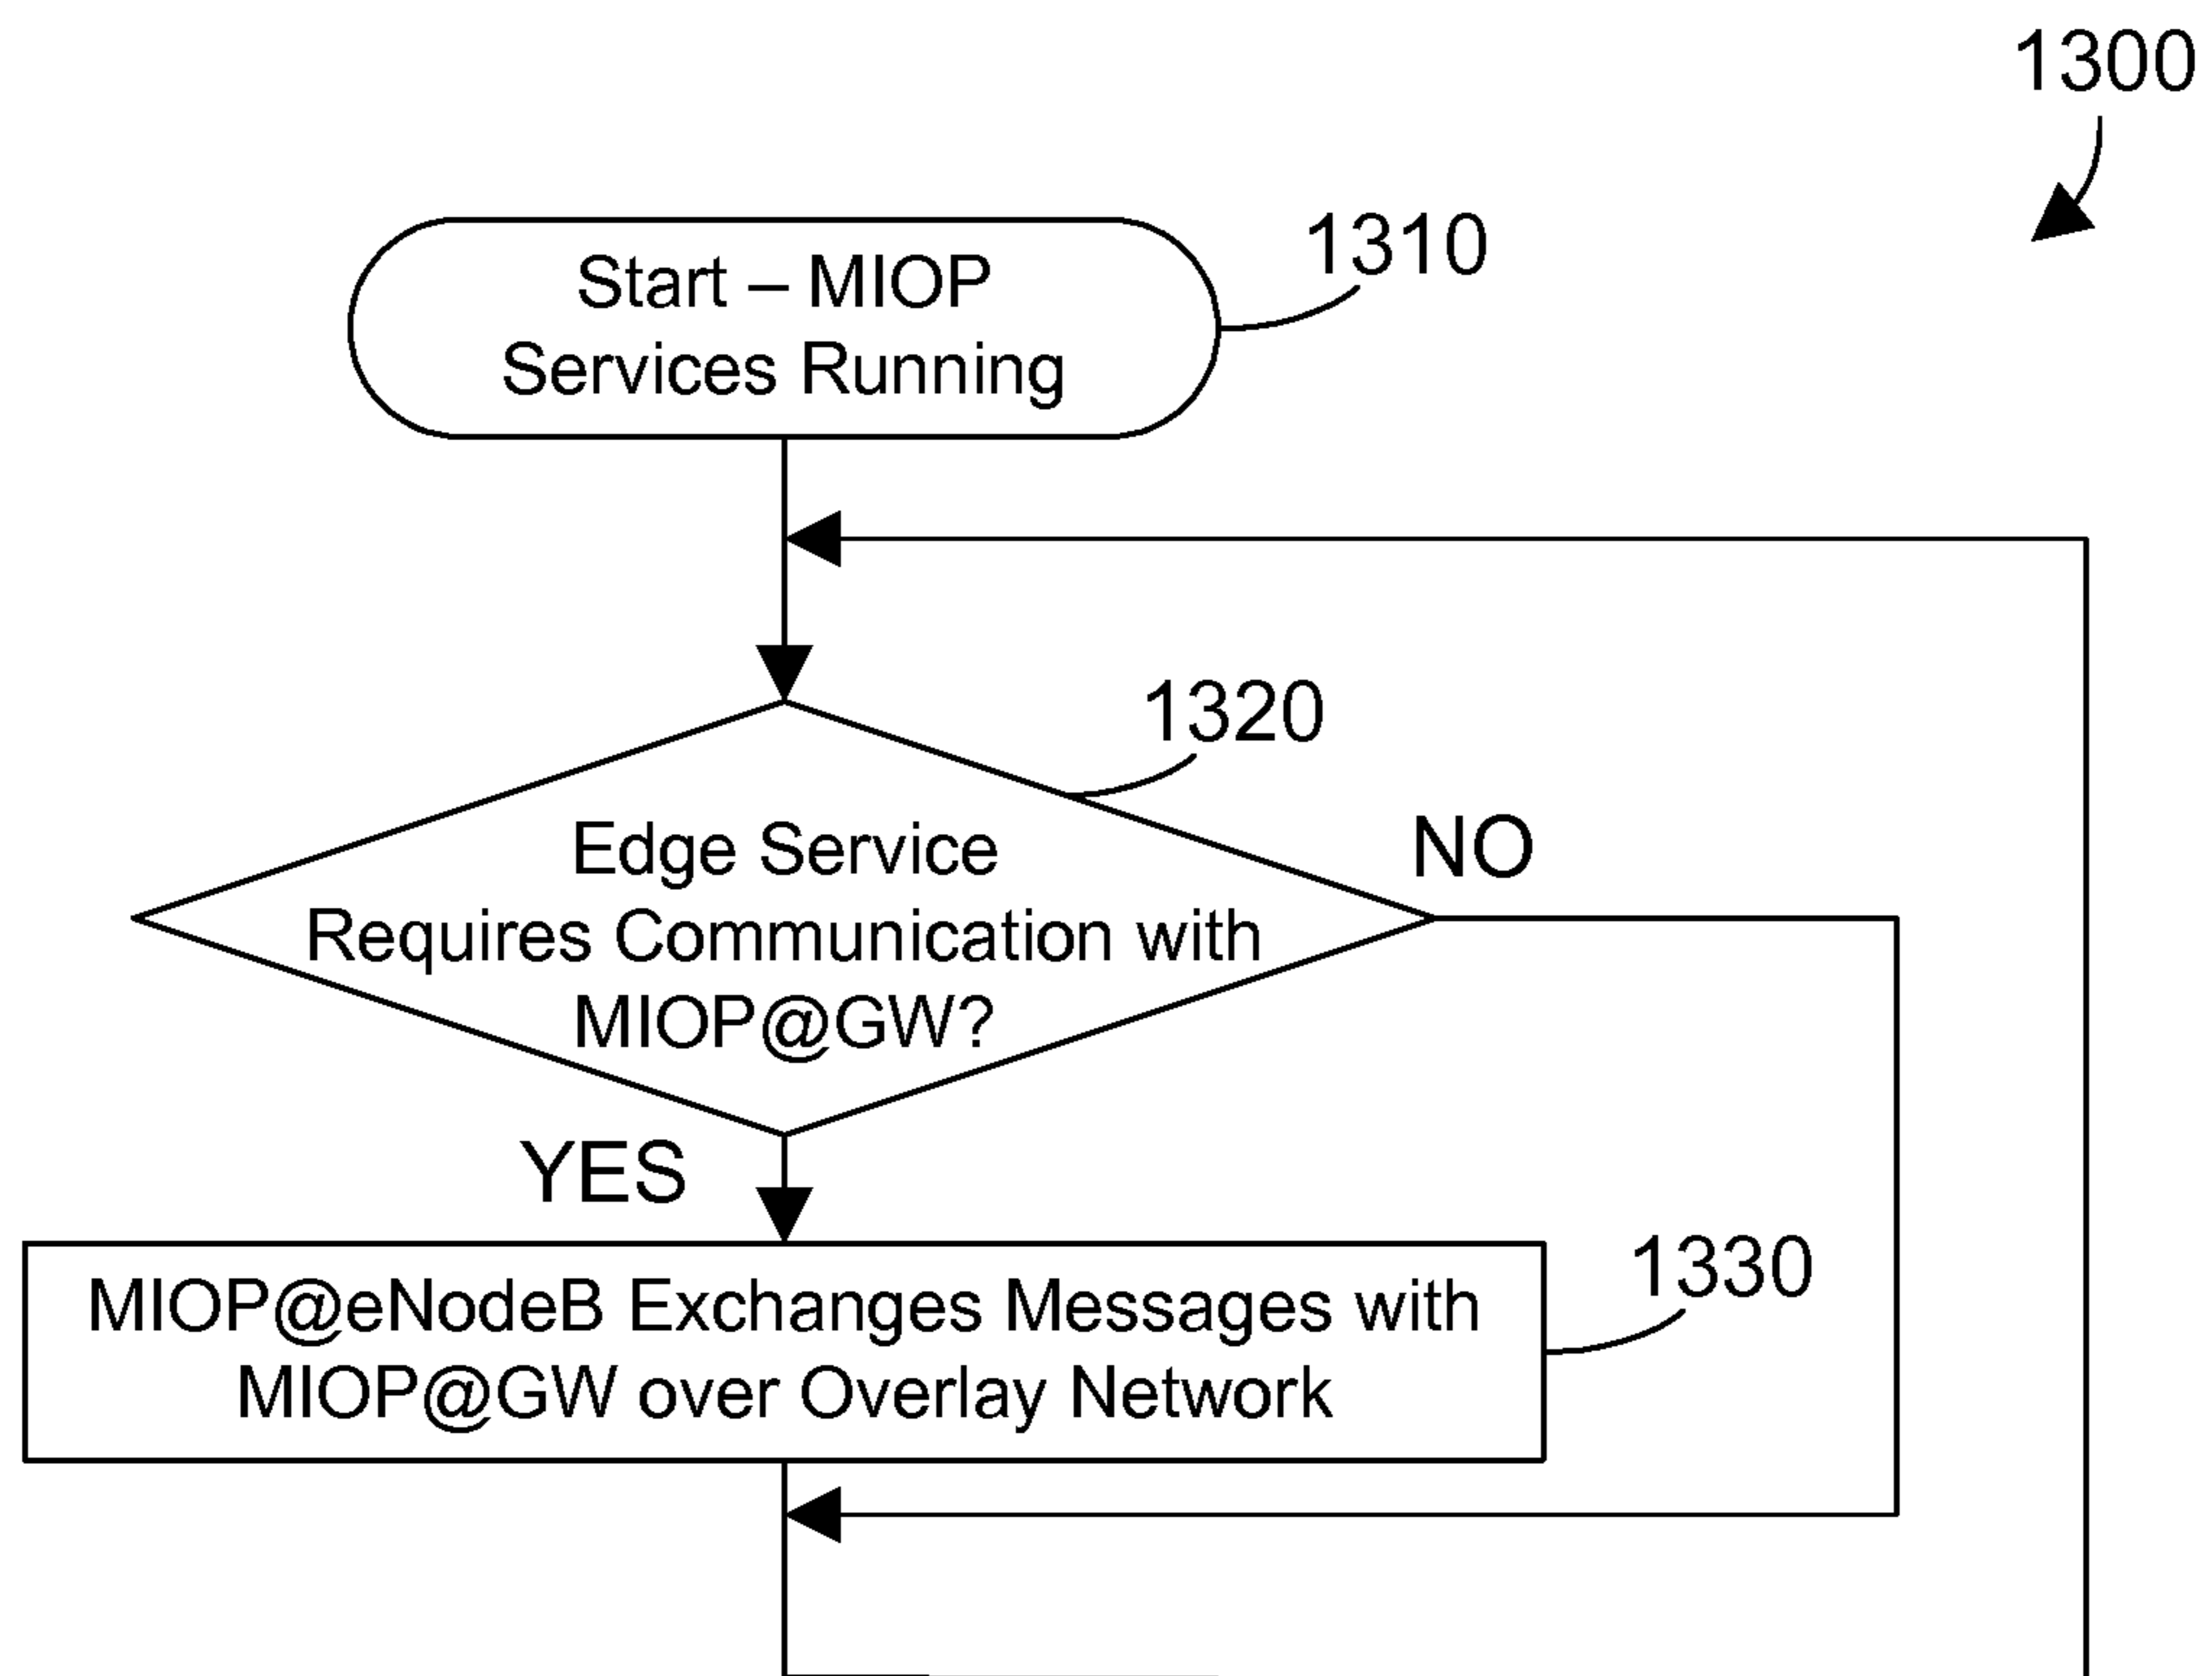 1300
Start – MIOP
Services Running
1310
1320
Edge Service
Requires Communication with
MIOP@GW?
NO
YES
MIOP@eNodeB Exchanges Messages with
MIOP@GW over Overlay Network
1330